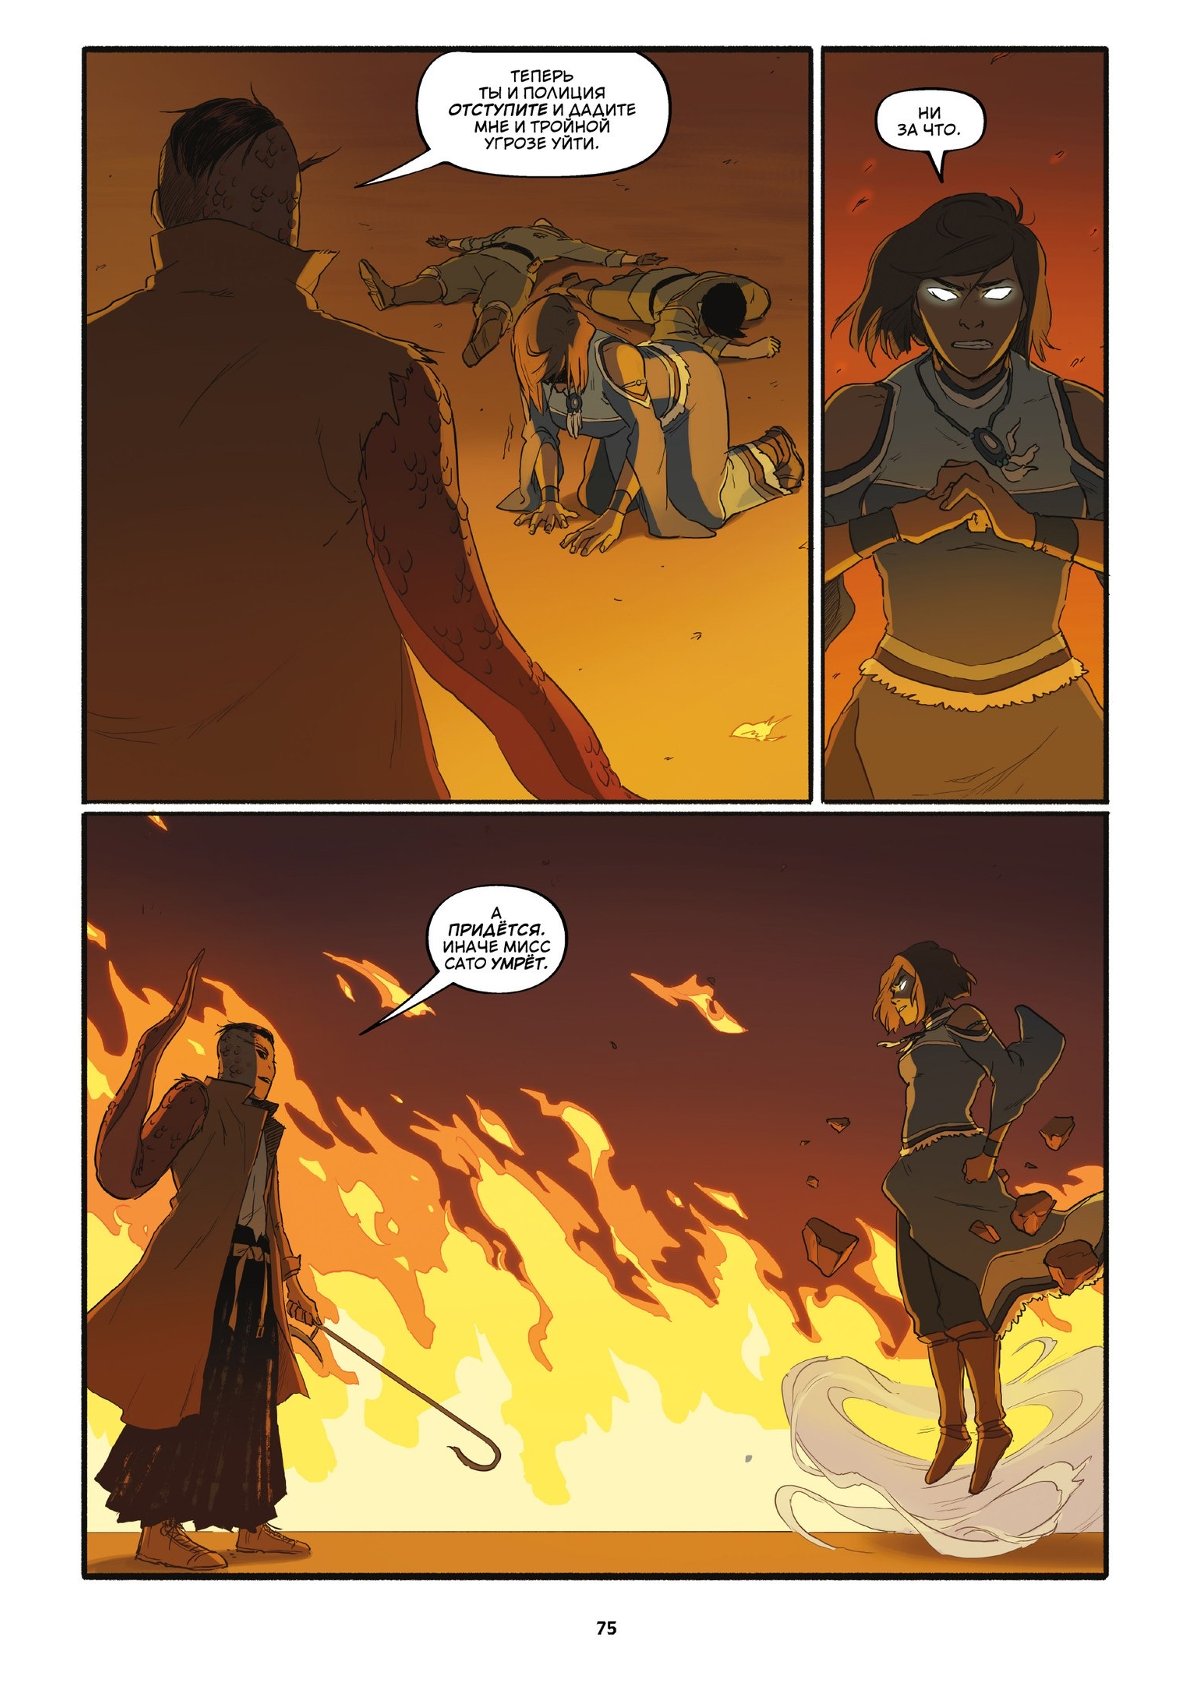 ТЕПЕРЬ
ТЫ И ПОЛИЦИЯ
ОТСТУПИТЕ И ДАДИТЕ
МНЕ И ТРОЙНОЙ
УГРОЗЕ УЙТИ.
НИ
ЗА ЧТО.
А
ПРИДЁТСЯ.
ИНАЧЕ МИСС
САТО УМРЁТ.
75